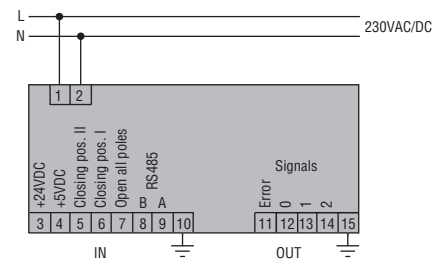 L
N
230VAC/DC
1 2
+24VDC
+5VDC
Closing pos. II
Closing pos. I
Open all poles
B A
RS485
Signals
Error
0
1
2
3 4 5 6 7 8 9 10
11 12 13 14 15
IN
OUT